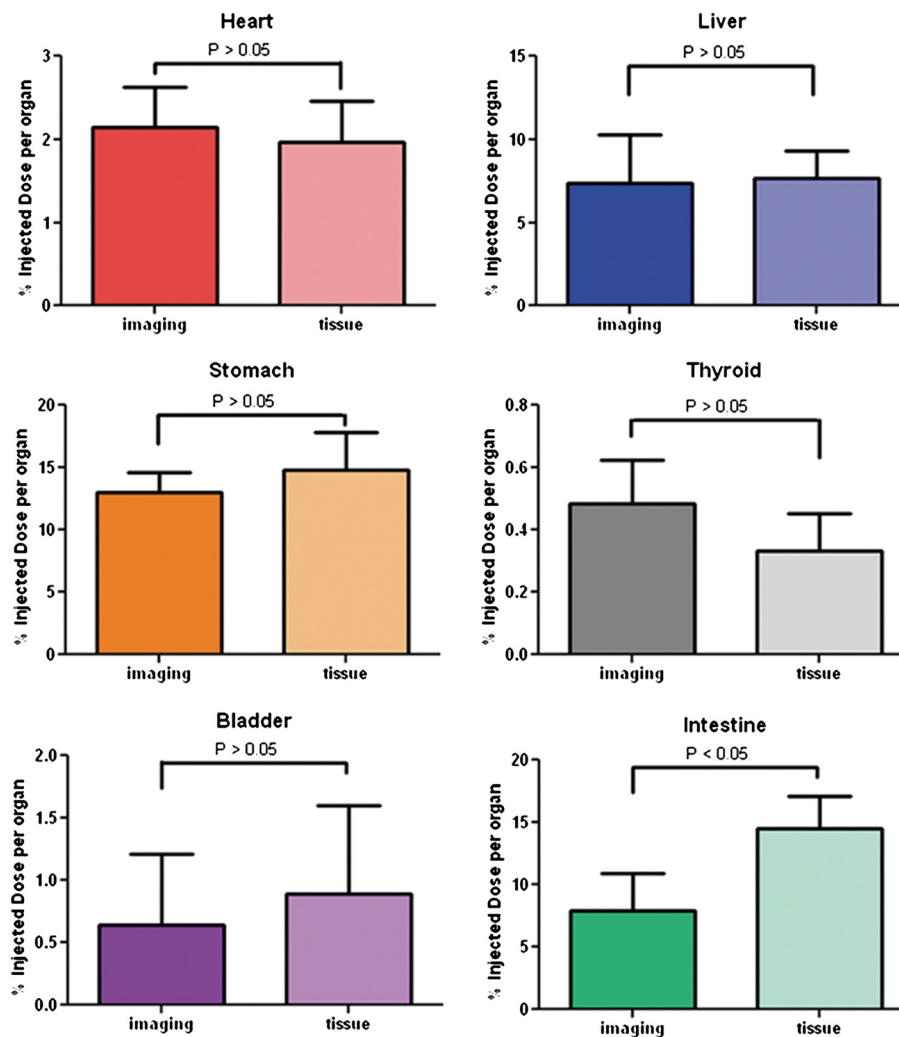 Heart
P > 0.05
% Injected Dose per organ
3
2
1
0
imaging
tissue
Liver
P > 0.05
% Injected Dose per organ
15
10
5
0
imaging
tissue
Stomach
P > 0.05
% Injected Dose per organ
20
15
10
5
0
imaging
tissue
Thyroid
P > 0.05
% Injected Dose per organ
0.8
0.6
0.4
0.2
0.0
imaging
tissue
Bladder
P > 0.05
% Injected Dose per organ
2.0
1.5
1.0
0.5
0.0
imaging
tissue
Intestine
P < 0.05
% Injected Dose per organ
20
15
10
5
0
imaging
tissue